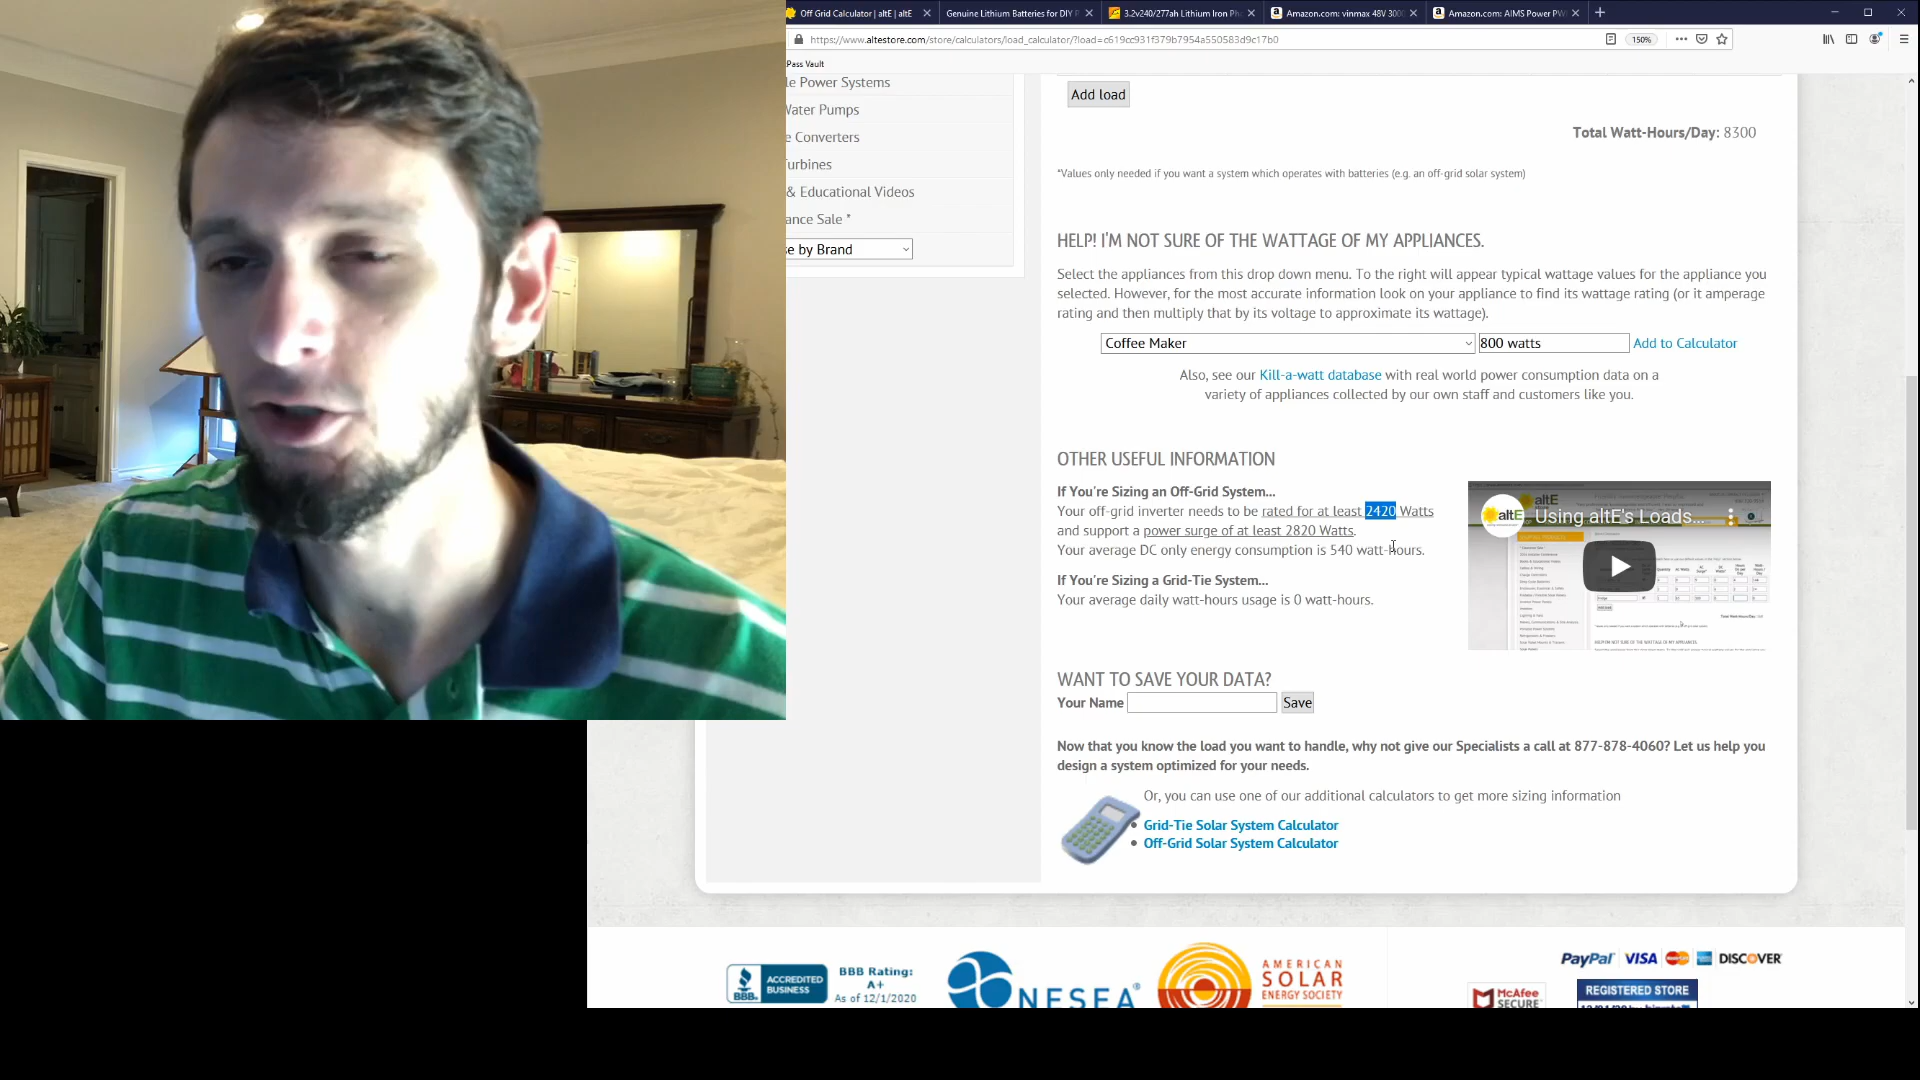 Off Grid Calculator | altE | altE
Genuine Lithium Batteries for DIY P
3.2v240/277ah Lithium Iron Ph
Amazon.com: vinmax 48V 3000
Amazon.com: AIMS Power PW
https://www.altestore.com/store/calculators/load_calculator/?load=c619cc931f379b7954a550583d9c17b0
150%
Pass Vault
le Power Systems
Water Pumps
e Converters
Turbines
& Educational Videos
ance Sale *
se by Brand
Add load
Total Watt-Hours/Day: 8300
*Values only needed if you want a system which operates with batteries (e.g. an off-grid solar system)
HELP! I'M NOT SURE OF THE WATTAGE OF MY APPLIANCES.
Select the appliances from this drop down menu. To the right will appear typical wattage values for the appliance you
selected. However, for the most accurate information look on your appliance to find its wattage rating (or it amperage
rating and then multiply that by its voltage to approximate its wattage).
Coffee Maker
800 watts
Add to Calculator
Also, see our Kill-a-watt database with real world power consumption data on a
variety of appliances collected by our own staff and customers like you.
OTHER USEFUL INFORMATION
If You're Sizing an Off-Grid System...
Your off-grid inverter needs to be rated for at least 2420 Watts
and support a power surge of at least 2820 Watts.
Your average DC only energy consumption is 540 watt-hours.
If You're Sizing a Grid-Tie System...
Your average daily watt-hours usage is 0 watt-hours.
altE
Using altE's Loads...
WANT TO SAVE YOUR DATA?
Your Name
Save
Now that you know the load you want to handle, why not give our Specialists a call at 877-878-4060? Let us help you
design a system optimized for your needs.
Or, you can use one of our additional calculators to get more sizing information
Grid-Tie Solar System Calculator
Off-Grid Solar System Calculator
BBB
ACCREDITED
BUSINESS
BBB Rating:
A+
As of 12/1/2020
NESEA
AMERICAN
SOLAR
ENERGY SOCIETY
PayPal VISA DISCOVER
McAfee
SECURE
REGISTERED STORE